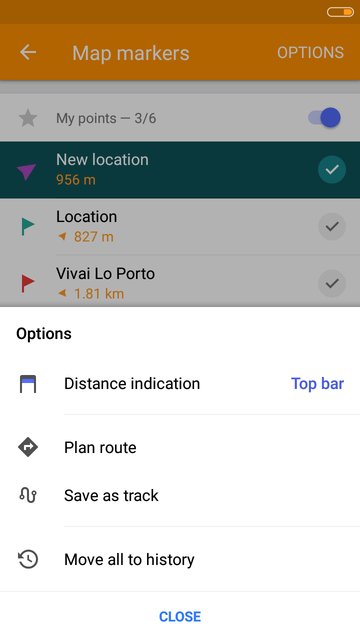 Map markers
OPTIONS
My points — 3/6
New location
956 m
Location
827 m
Vivai Lo Porto
1.81 km
Options
Distance indication
Top bar
Plan route
Save as track
Move all to history
CLOSE